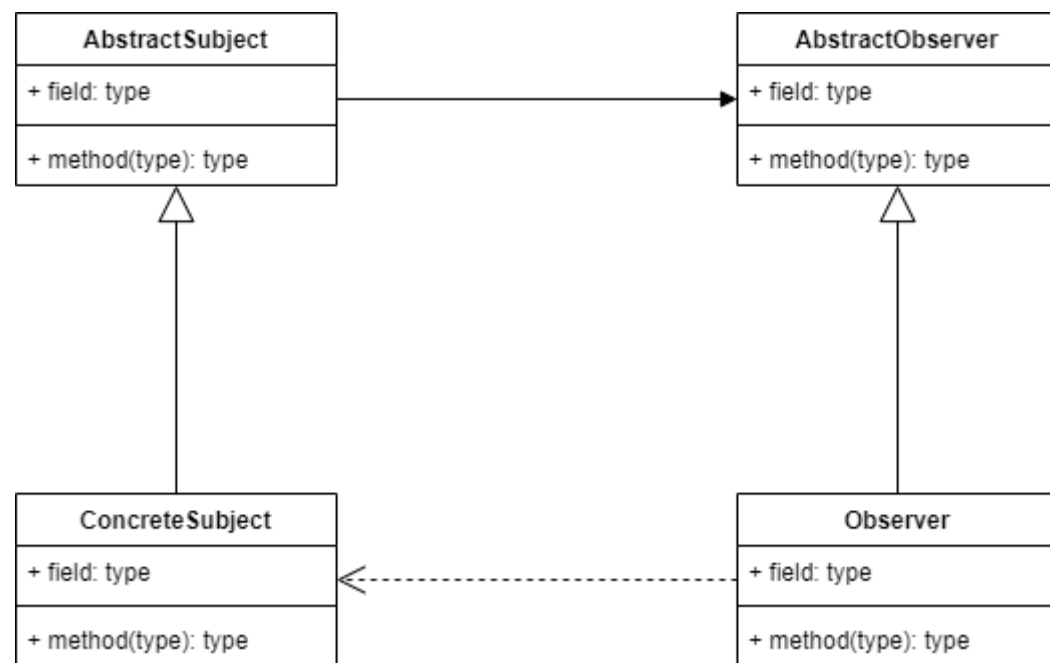 AbstractSubject
+ field: type
+ method(type): type
AbstractObserver
+ field: type
+ method(type): type
ConcreteSubject
+ field: type
+ method(type): type
Observer
+ field: type
+ method(type): type